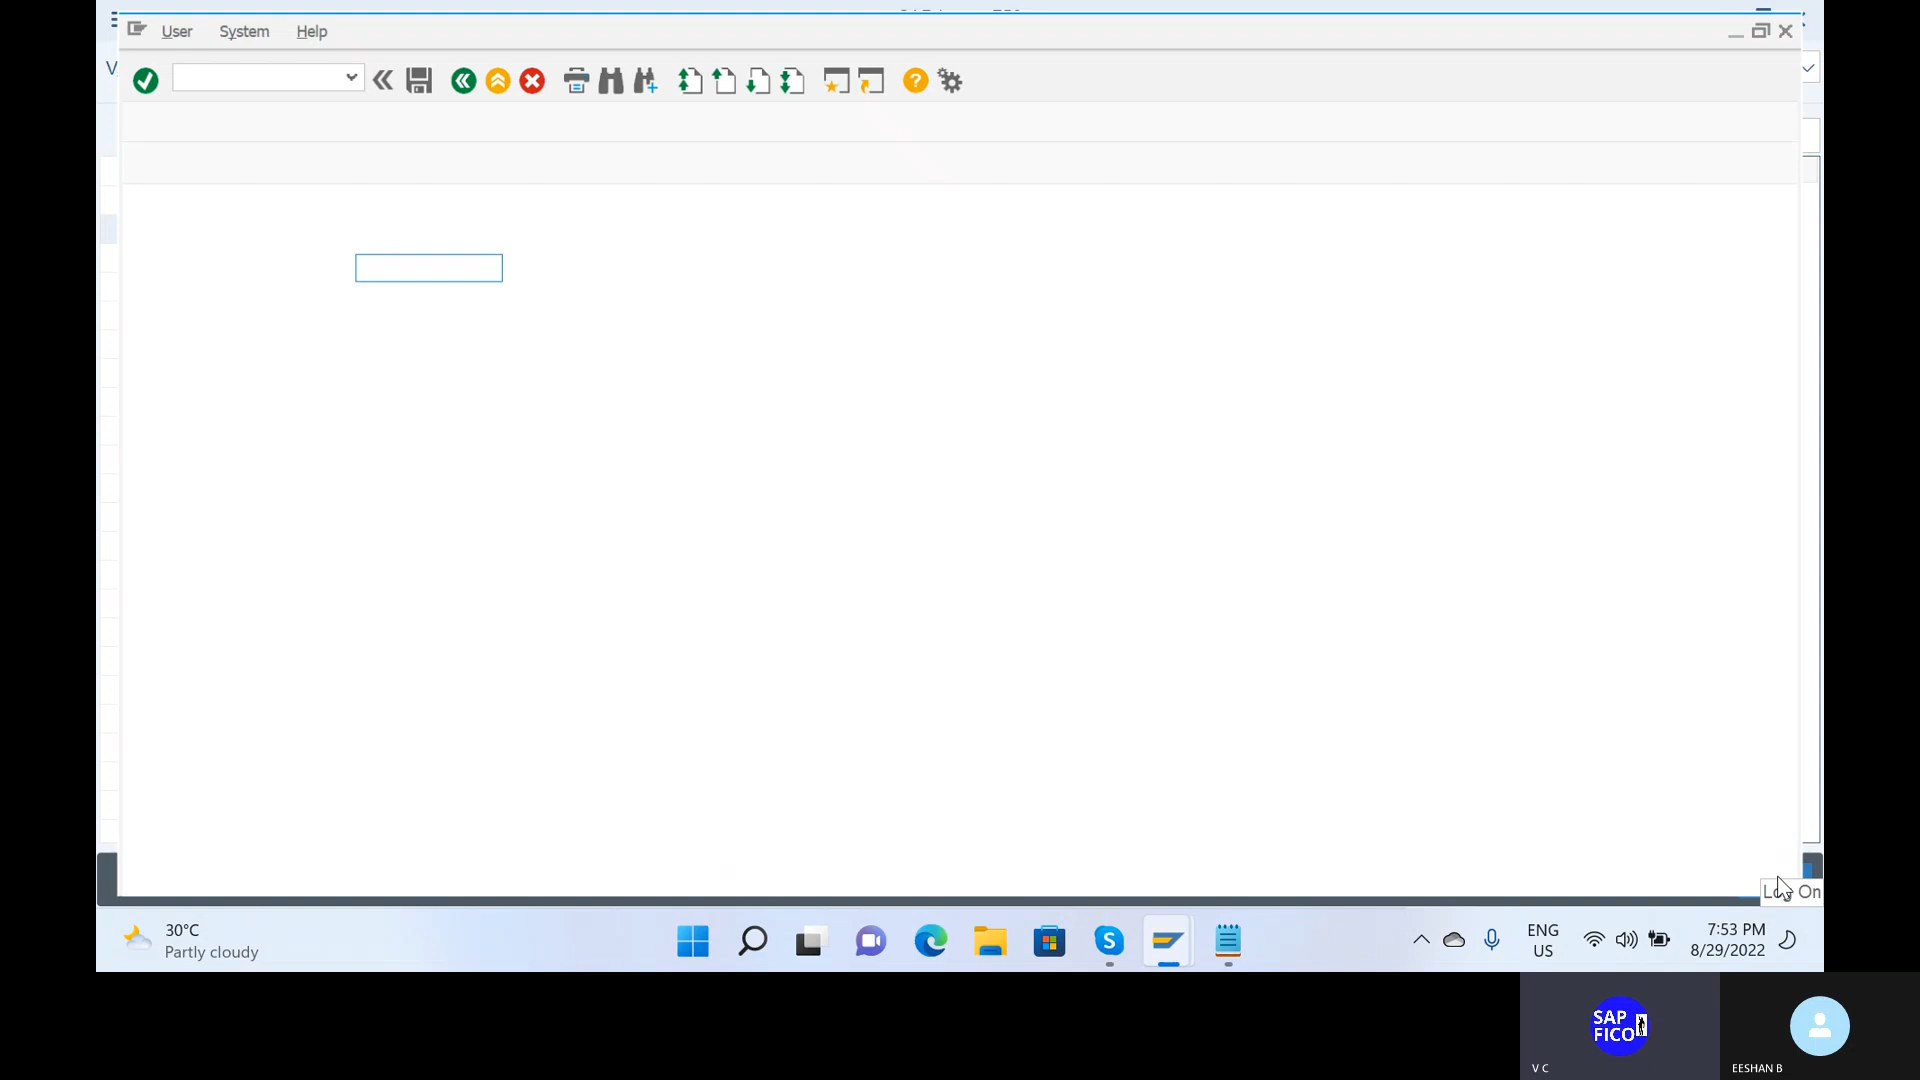 User System Help
Log On
30°C
Partly cloudy
ENG
US
7:53 PM
8/29/2022
SAP
FICO
V C
EESHAN B